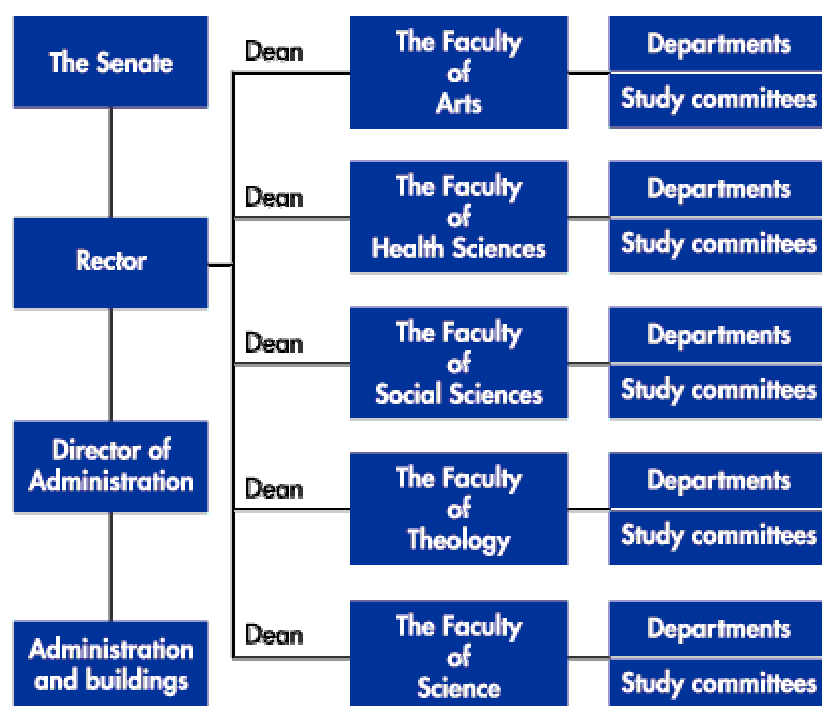 The Senate
Rector
Director of
Administration
Administration
and buildings
Dean
The Faculty
of
Arts
Departments
Study committees
Dean
The Faculty
of
Health Sciences
Departments
Study committees
Dean
The Faculty
of
Social Sciences
Departments
Study committees
Dean
The Faculty
of
Theology
Departments
Study committees
Dean
The Faculty
of
Science
Departments
Study committees